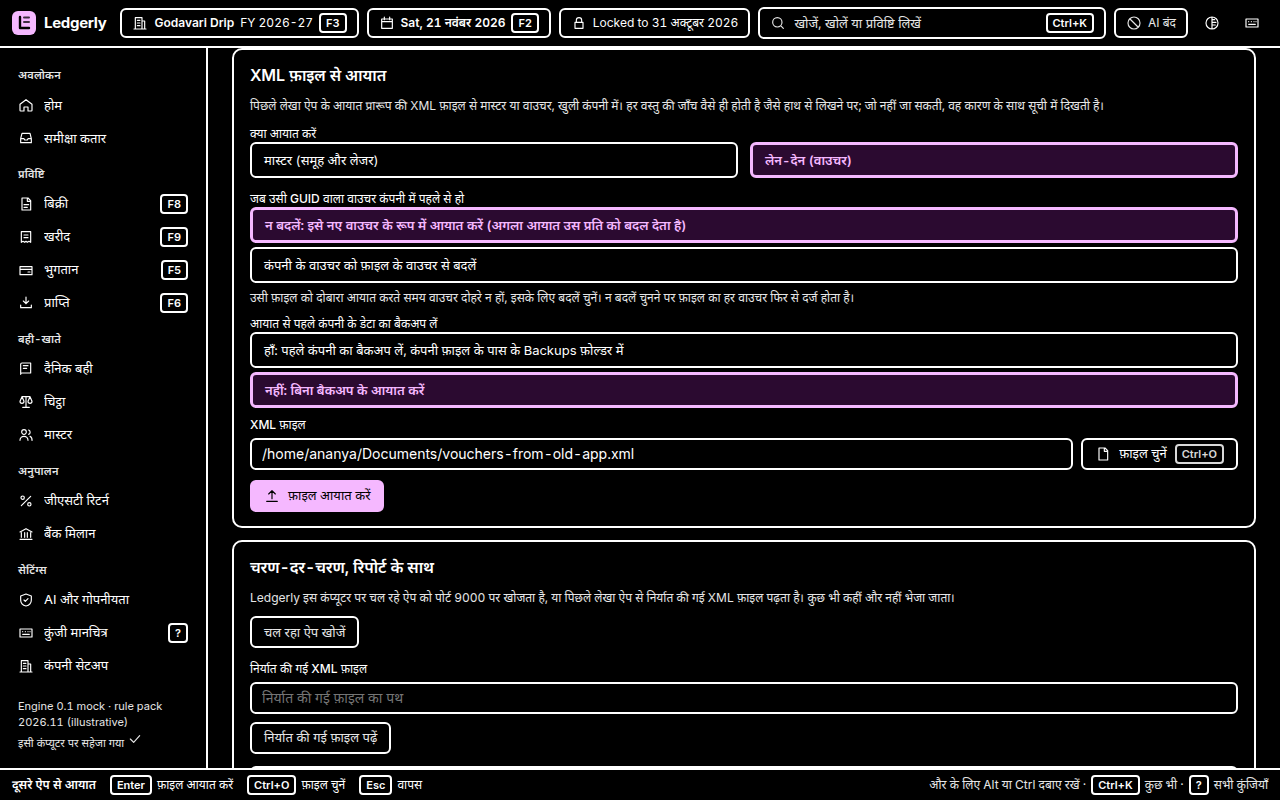 Ledgerly
Godavari Drip FY 2026-27 F3
Sat, 21 नवंबर 2026 F2
Locked to 31 अक्टूबर 2026
खोजें, खोलें या प्रविष्टि लिखें Ctrl+K
AI बंद
अवलोकन
होम
समीक्षा कतार
प्रविष्टि
बिक्री F8
खरीद F9
भुगतान F5
प्राप्ति F6
बही-खाते
दैनिक बही
चिट्ठा
मास्टर
अनुपालन
जीएसटी रिटर्न
बैंक मिलान
सेटिंग्स
AI और गोपनीयता
कुंजी मानचित्र ?
कंपनी सेटअप
Engine 0.1 mock · rule pack
2026.11 (illustrative)
इसी कंप्यूटर पर सहेजा गया
XML फ़ाइल से आयात
पिछले लेखा ऐप के आयात प्रारूप की XML फ़ाइल से मास्टर या वाउचर, खुली कंपनी में। हर वस्तु की जाँच वैसे ही होती है जैसे हाथ से लिखने पर; जो नहीं जा सकती, वह कारण के साथ सूची में दिखती है।
क्या आयात करें
मास्टर (समूह और लेजर)
लेन-देन (वाउचर)
जब उसी GUID वाला वाउचर कंपनी में पहले से हो
न बदलें: इसे नए वाउचर के रूप में आयात करें (अगला आयात उस प्रति को बदल देता है)
कंपनी के वाउचर को फ़ाइल के वाउचर से बदलें
उसी फ़ाइल को दोबारा आयात करते समय वाउचर दोहरे न हों, इसके लिए बदलें चुनें। न बदलें चुनने पर फ़ाइल का हर वाउचर फिर से दर्ज होता है।
आयात से पहले कंपनी के डेटा का बैकअप लें
हाँ: पहले कंपनी का बैकअप लें, कंपनी फ़ाइल के पास के Backups फ़ोल्डर में
नहीं: बिना बैकअप के आयात करें
XML फ़ाइल
/home/ananya/Documents/vouchers-from-old-app.xml
फ़ाइल चुनें Ctrl+O
फ़ाइल आयात करें
चरण-दर-चरण, रिपोर्ट के साथ
Ledgerly इस कंप्यूटर पर चल रहे ऐप को पोर्ट 9000 पर खोजता है, या पिछले लेखा ऐप से निर्यात की गई XML फ़ाइल पढ़ता है। कुछ भी कहीं और नहीं भेजा जाता।
चल रहा ऐप खोजें
निर्यात की गई XML फ़ाइल
निर्यात की गई फ़ाइल का पथ
निर्यात की गई फ़ाइल पढ़ें
दूसरे ऐप से आयात Enter फ़ाइल आयात करें Ctrl+O फ़ाइल चुनें Esc वापस
और के लिए Alt या Ctrl दबाए रखें · Ctrl+K कुछ भी · ? सभी कुंजियाँ